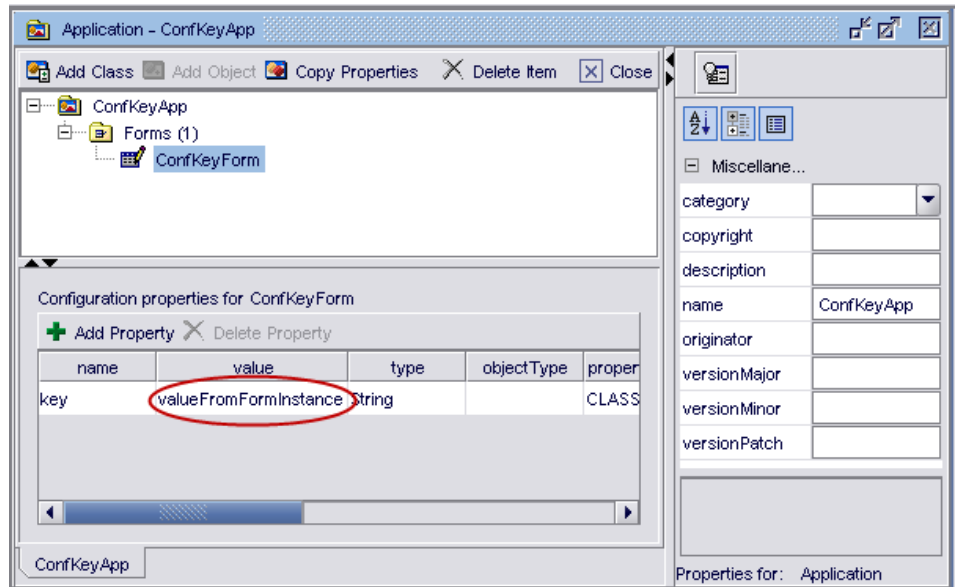 Application - ConfKeyApp
Add Class Add Object Copy Properties Delete Item Close
ConfKeyApp
Forms (1)
ConfKeyForm
Configuration properties for ConfKeyForm
Add Property Delete Property
name value type objectType proper
key valueFromFormInstance String CLASS
ConfKeyApp
A
Z
Miscellane...
category
copyright
description
name ConfKeyApp
originator
versionMajor
versionMinor
versionPatch
Properties for: Application